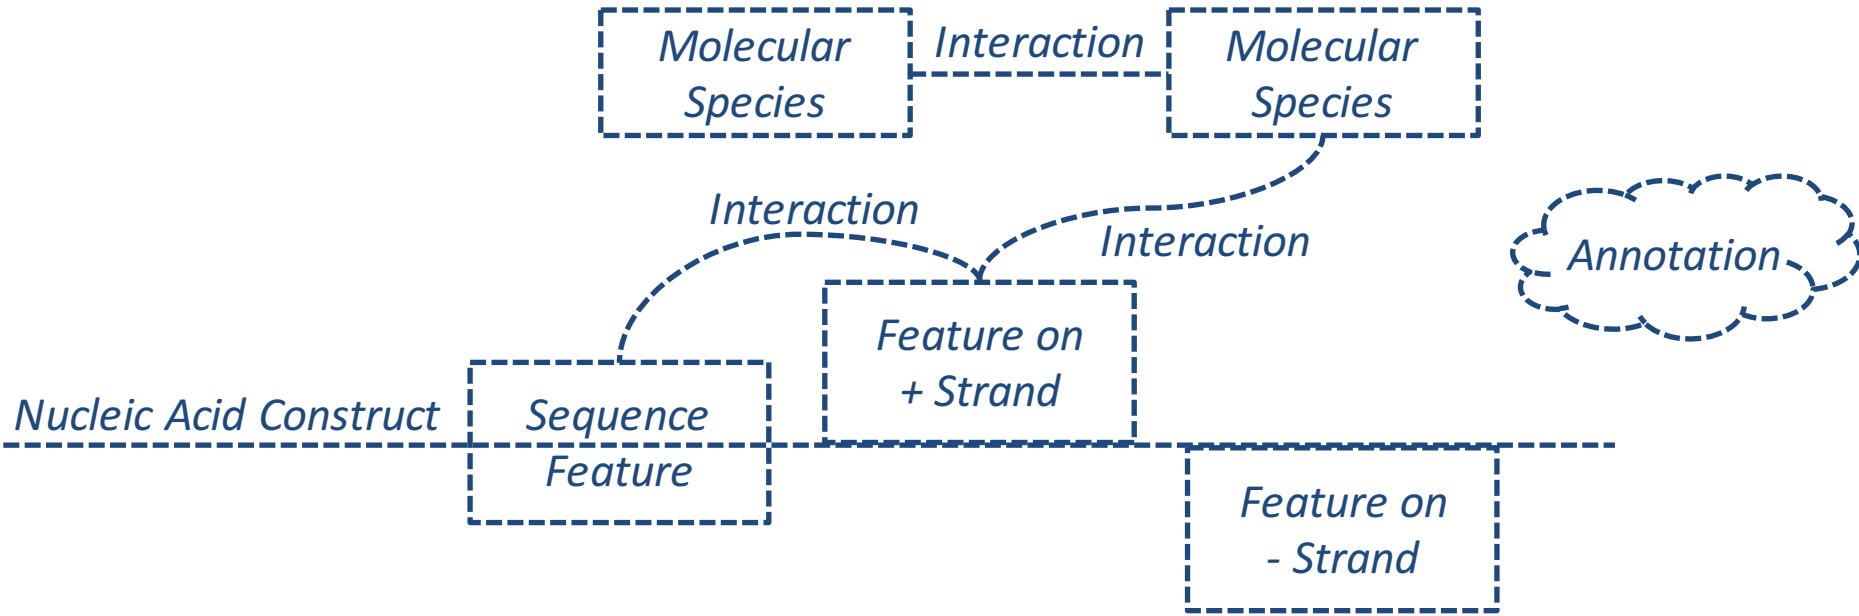 Molecular
Species
Interaction
Molecular
Species
Interaction
Interaction
Annotation
Feature on
+ Strand
Nucleic Acid Construct
Sequence
Feature
Feature on
- Strand